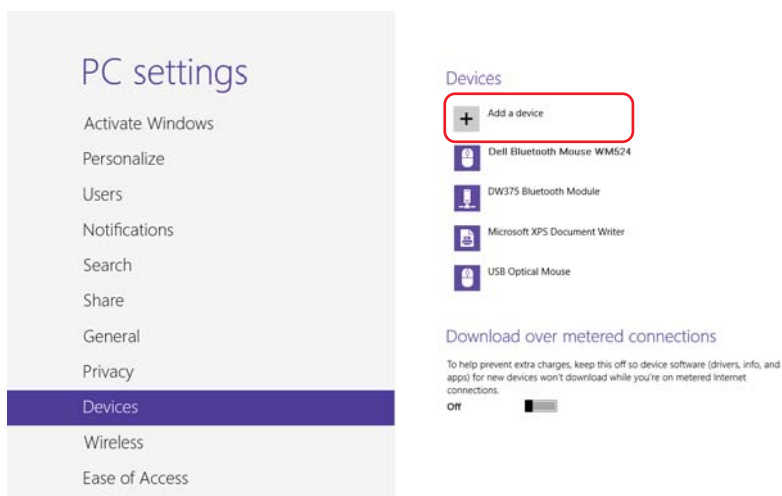 PC settings
Activate Windows
Personalize
Users
Notifications
Search
Share
General
Privacy
Devices
Wireless
Ease of Access
Devices
Add a device
Dell Bluetooth Mouse WM524
DW375 Bluetooth Module
Microsoft XPS Document Writer
USB Optical Mouse
Download over metered connections
To help prevent extra charges, keep this off so device software (drivers, info, and
apps) for new devices won't download while you're on metered Internet
connections.
Off